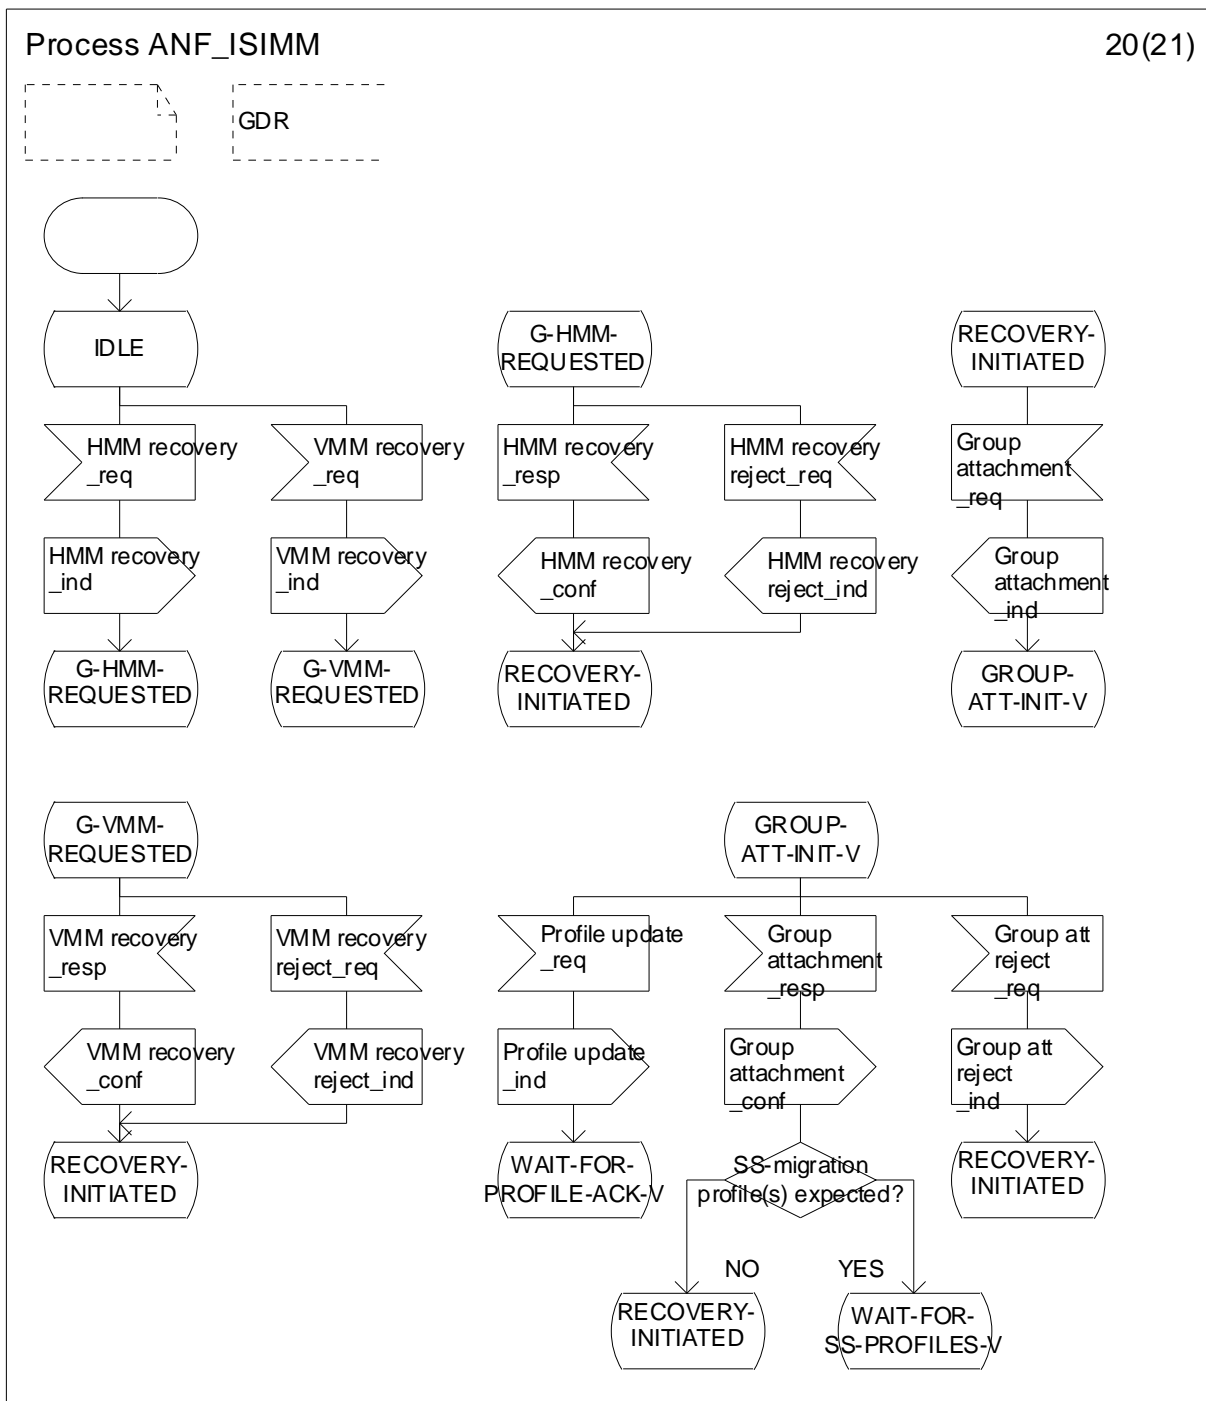 Process ANF_ISIMM
20(21)
GDR
IDLE
HMM recovery
_req
VMM recovery
_req
HMM recovery
_ind
VMM recovery
_ind
G-HMM-
REQUESTED
G-VMM-
REQUESTED
G-HMM-
REQUESTED
HMM recovery
_resp
HMM recovery
reject_req
HMM recovery
_conf
HMM recovery
reject_ind
RECOVERY-
INITIATED
RECOVERY-
INITIATED
Group
attachment
_req
Group
attachment
_ind
GROUP-
ATT-INIT-V
G-VMM-
REQUESTED
VMM recovery
_resp
VMM recovery
reject_req
VMM recovery
_conf
VMM recovery
reject_ind
RECOVERY-
INITIATED
GROUP-
ATT-INIT-V
Profile update
_req
Group
attachment
_resp
Group att
reject
_req
Profile update
_ind
Group
attachment
_conf
Group att
reject
_ind
WAIT-FOR-
PROFILE-ACK-V
SS-migration
profile(s) expected?
RECOVERY-
INITIATED
NO
YES
RECOVERY-
INITIATED
WAIT-FOR-
SS-PROFILES-V